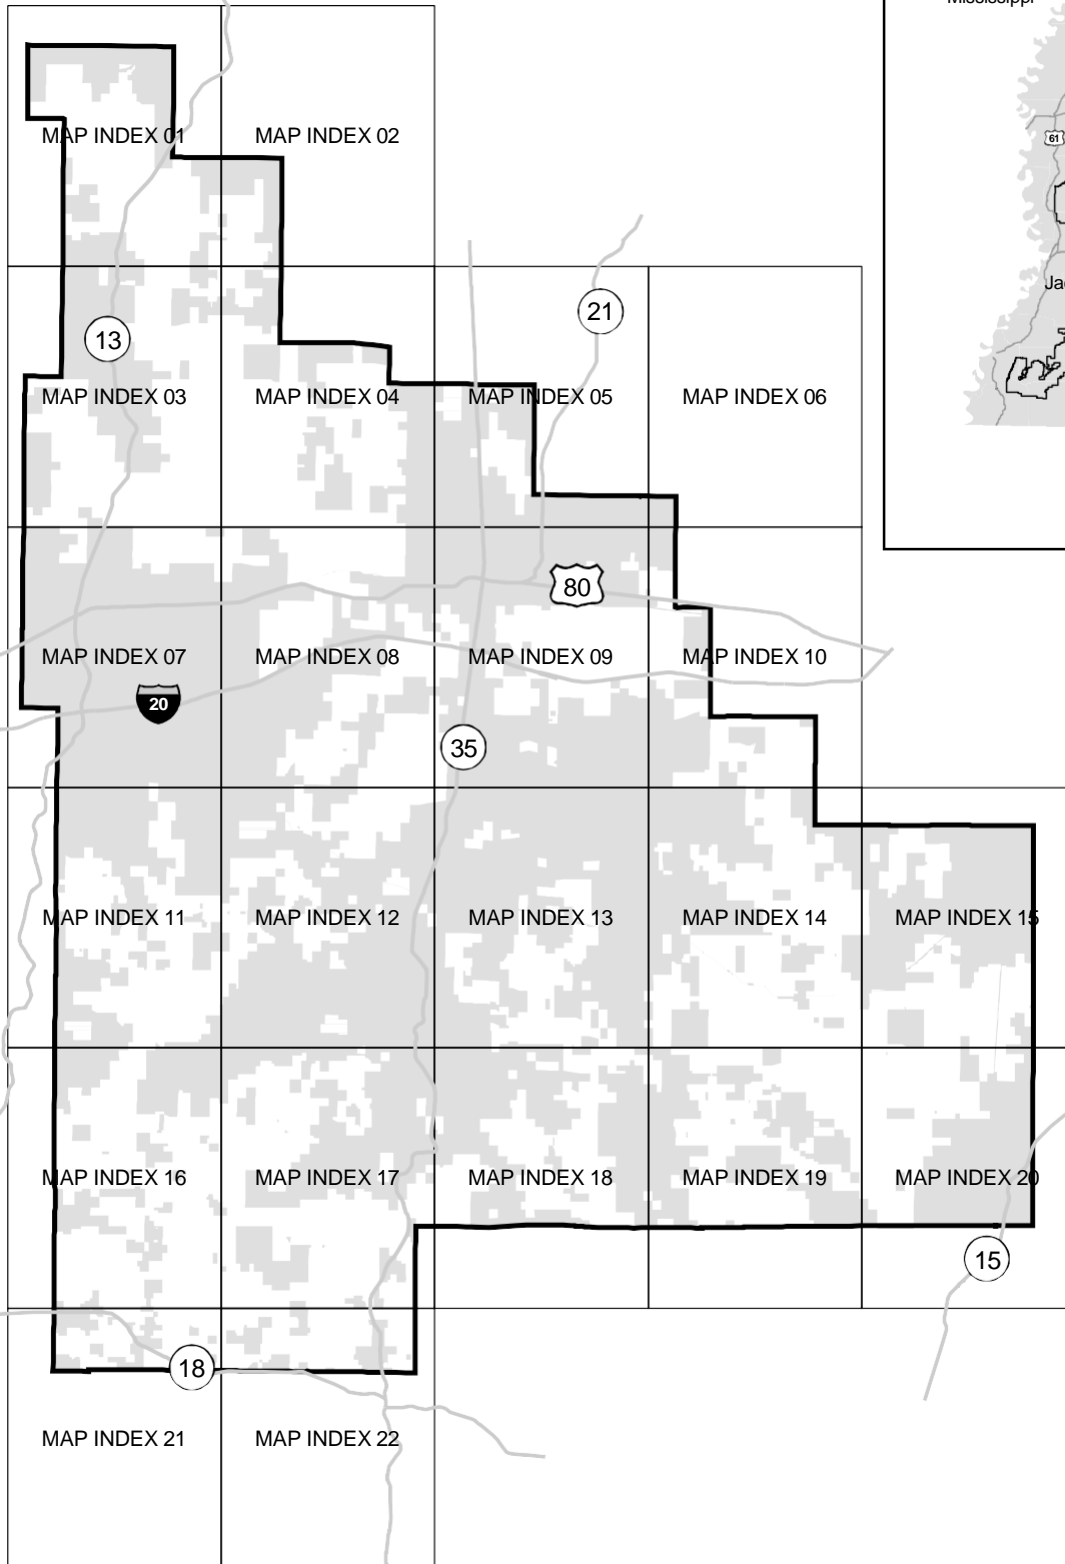 Mississippi
MAP INDEX 01
MAP INDEX 02
61
Ja
21
13
MAP INDEX 03
MAP INDEX 04
MAP INDEX 05
MAP INDEX 06
80
MAP INDEX 07
MAP INDEX 08
MAP INDEX 09
MAP INDEX 10
20
35
MAP INDEX 11
MAP INDEX 12
MAP INDEX 13
MAP INDEX 14
MAP INDEX 15
MAP INDEX 16
MAP INDEX 17
MAP INDEX 18
MAP INDEX 19
MAP INDEX 20
15
18
MAP INDEX 21
MAP INDEX 22